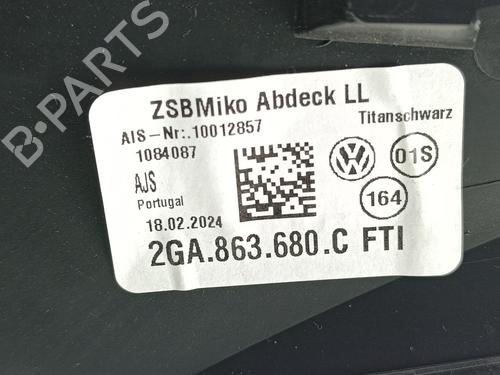 ZSBMiko Abdeck LL
AIS-Nr:.10012857
Titanschwarz
1084087
AJS
Portugal
18.02.2024
01S
164
2GA.863.680.C FTI
B-PARTS